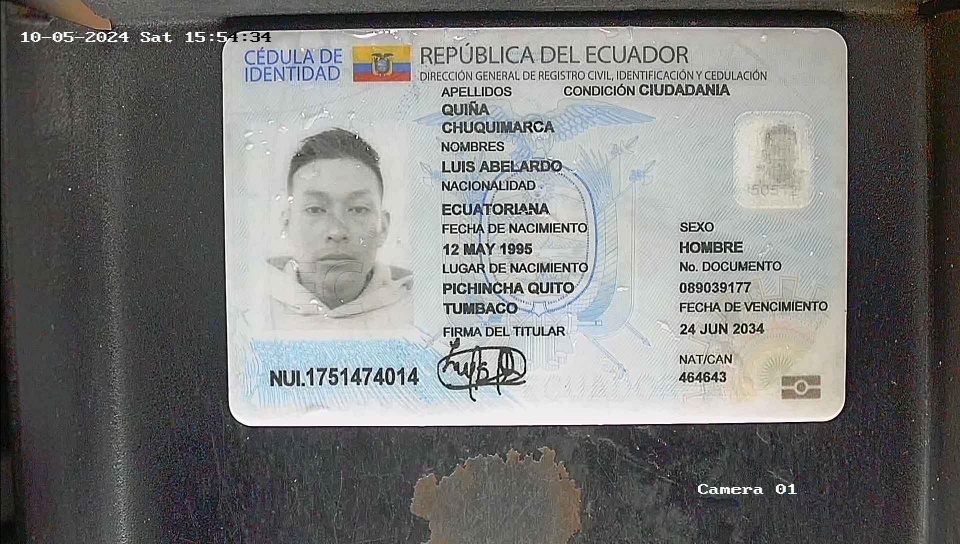 10-05-2024 Sat 15:54:34
CÉDULA DE IDENTIDAD
REPÚBLICA DEL ECUADOR
DIRECCIÓN GENERAL DE REGISTRO CIVIL, IDENTIFICACIÓN Y CEDULACIÓN
APELLIDOS
CONDICIÓN CIUDADANIA
QUIÑA
CHUQUIMARCA
NOMBRES
LUIS ABELARDO
NACIONALIDAD
ECUATORIANA
FECHA DE NACIMIENTO
12 MAY 1995
LUGAR DE NACIMIENTO
PICHINCHA QUITO
TUMBACO
FIRMA DEL TITULAR
SEXO
HOMBRE
No. DOCUMENTO
089039177
FECHA DE VENCIMIENTO
24 JUN 2034
NAT/CAN
464643
NUI.1751474014
Camera 01